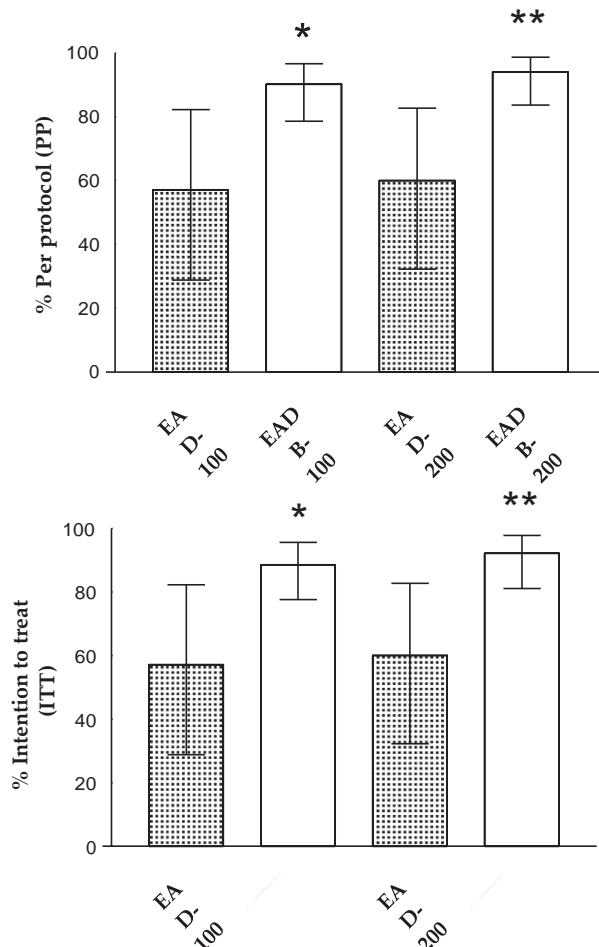 *
**
100
80
60
40
20
0
% Per protocol (PP)
EA
D-
100
EAD
B-
100
EA
D-
200
EAD
B-
200
*
**
100
80
60
40
20
0
% Intention to treat
(ITT)
EA
D-
100
EA
D-
200